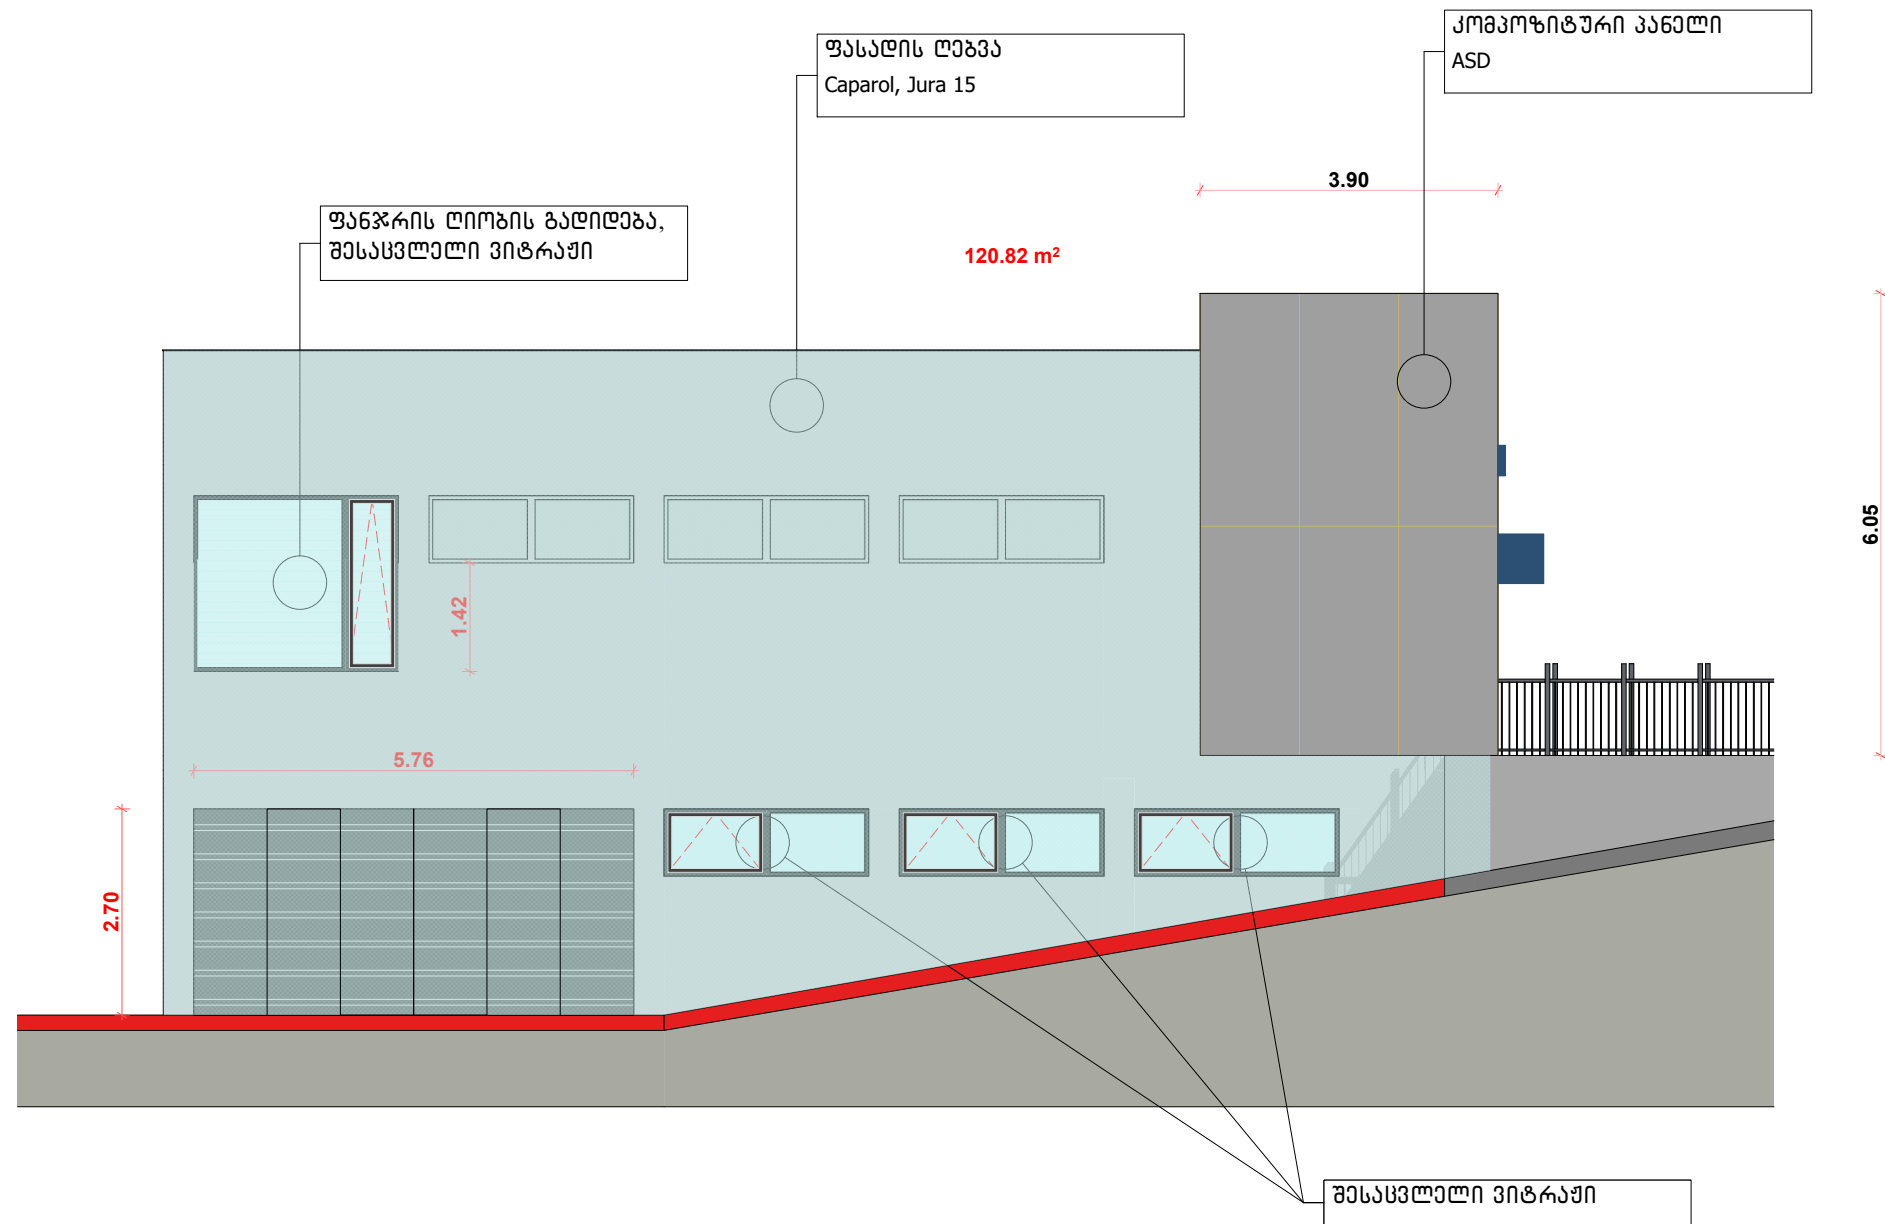 კომპოზიტური პანელი
ASD
ფასადის ღებვა
Caparol, Jura 15
3.90
ფანჯრის ღიობის გადიდება,
შესაცვლელი ვიტრაჟი
120.82 m²
6.05
1.42
5.76
2.70
შესაცვლელი ვიტრაჟი